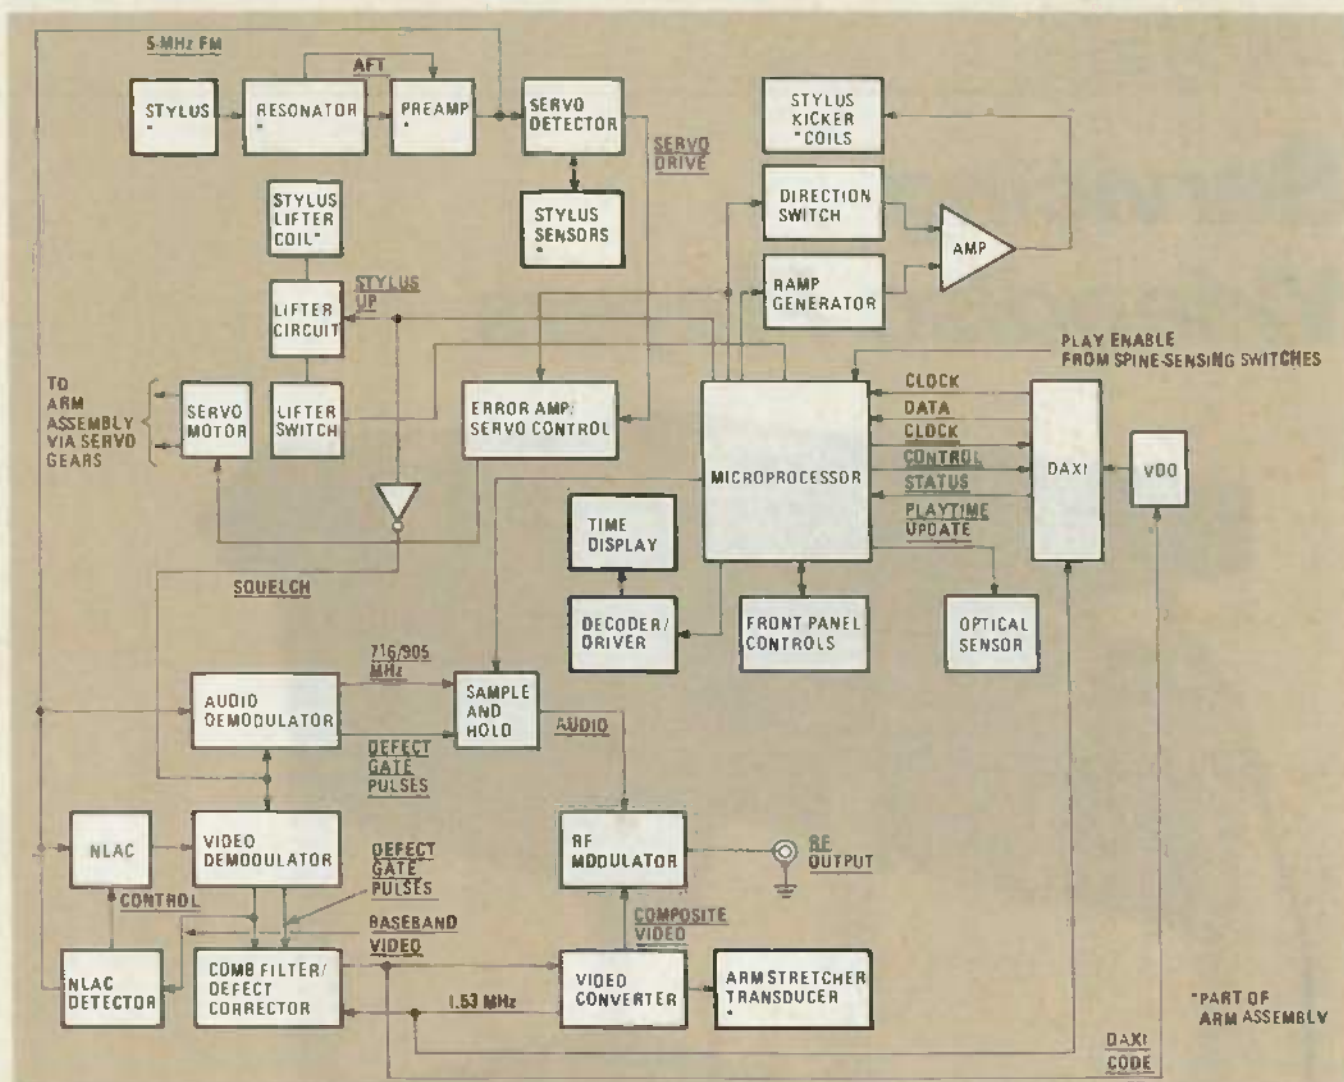 5-MHz FM
AFT
STYLUS
*
RESONATOR
*
PREAMP
*
SERVO
DETECTOR
STYLUS
KICKER
*COILS
SERVO
DRIVE
STYLUS
LIFTER
COIL*
STYLUS
SENSORS
*
DIRECTION
SWITCH
AMP
STYLUS
UP
LIFTER
CIRCUIT
RAMP
GENERATOR
PLAY ENABLE
FROM SPINE-SENSING SWITCHES
TO
ARM
ASSEMBLY
VIA SERVO
GEARS
SERVO
MOTOR
LIFTER
SWITCH
ERROR AMP/
SERVO CONTROL
MICROPROCESSOR
CLOCK
DATA
CLOCK
CONTROL
STATUS
PLAYTIME
UPDATE
DAXI
VDO
TIME
DISPLAY
SQUELCH
DECODER/
DRIVER
FRONT PANEL
CONTROLS
OPTICAL
SENSOR
716/905
MHz
AUDIO
DEMODULATOR
SAMPLE
AND
HOLD
AUDIO
DEFECT
GATE
PULSES
NLAC
VIDEO
DEMODULATOR
DEFECT
GATE
PULSES
RF
MODULATOR
RF
OUTPUT
CONTROL
BASEBAND
VIDEO
COMPOSITE
VIDEO
NLAC
DETECTOR
COMB FILTER/
DEFECT
CORRECTOR
1.53 MHz
VIDEO
CONVERTER
ARM STRETCHER
TRANSDUCER
*
*PART OF
ARM ASSEMBLY
DAXI
CODE